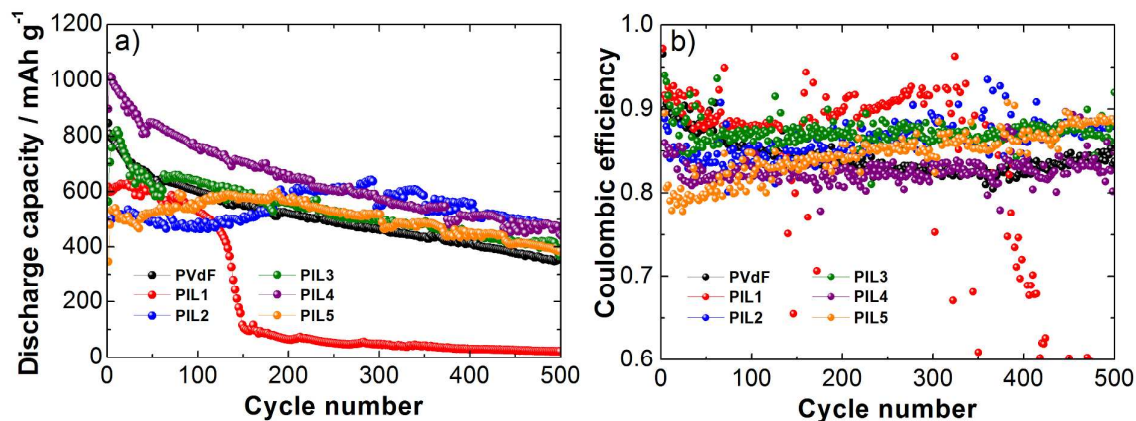 a)
Discharge capacity / mAh g⁻¹
1200
1000
800
600
400
200
0
PVdF
PIL1
PIL2
PIL3
PIL4
PIL5
0
100
200
300
400
500
Cycle number
b)
Coulombic efficiency
1.0
0.9
0.8
0.7
0.6
PVdF
PIL1
PIL2
PIL3
PIL4
PIL5
0
100
200
300
400
500
Cycle number